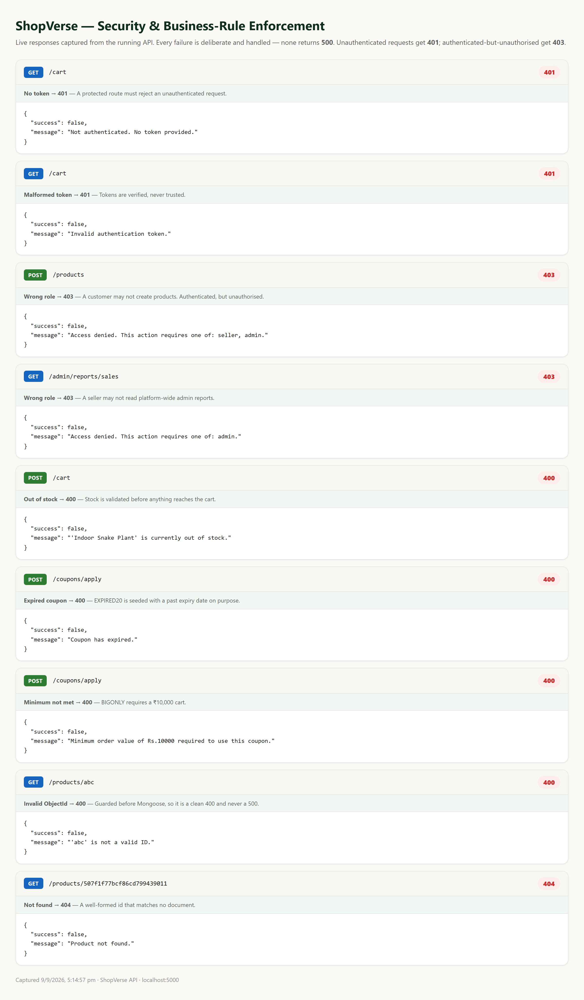 ShopVerse — Security & Business-Rule Enforcement
Live responses captured from the running API. Every failure is deliberate and handled — none returns 500. Unauthenticated requests get 401; authenticated-but-unauthorised get 403.
GET /cart 401
No token → 401 — A protected route must reject an unauthenticated request.
{
  "success": false,
  "message": "Not authenticated. No token provided."
}
GET /cart 401
Malformed token → 401 — Tokens are verified, never trusted.
{
  "success": false,
  "message": "Invalid authentication token."
}
POST /products 403
Wrong role → 403 — A customer may not create products. Authenticated, but unauthorised.
{
  "success": false,
  "message": "Access denied. This action requires one of: seller, admin."
}
GET /admin/reports/sales 403
Wrong role → 403 — A seller may not read platform-wide admin reports.
{
  "success": false,
  "message": "Access denied. This action requires one of: admin."
}
POST /cart 400
Out of stock → 400 — Stock is validated before anything reaches the cart.
{
  "success": false,
  "message": "'Indoor Snake Plant' is currently out of stock."
}
POST /coupons/apply 400
Expired coupon → 400 — EXPIRED20 is seeded with a past expiry date on purpose.
{
  "success": false,
  "message": "Coupon has expired."
}
POST /coupons/apply 400
Minimum not met → 400 — BIGONLY requires a ₹10,000 cart.
{
  "success": false,
  "message": "Minimum order value of Rs.10000 required to use this coupon."
}
GET /products/abc 400
Invalid ObjectId → 400 — Guarded before Mongoose, so it is a clean 400 and never a 500.
{
  "success": false,
  "message": "'abc' is not a valid ID."
}
GET /products/507f1f77bcf86cd799439011 404
Not found → 404 — A well-formed id that matches no document.
{
  "success": false,
  "message": "Product not found."
}
Captured 9/9/2026, 5:14:57 pm · ShopVerse API · localhost:5000